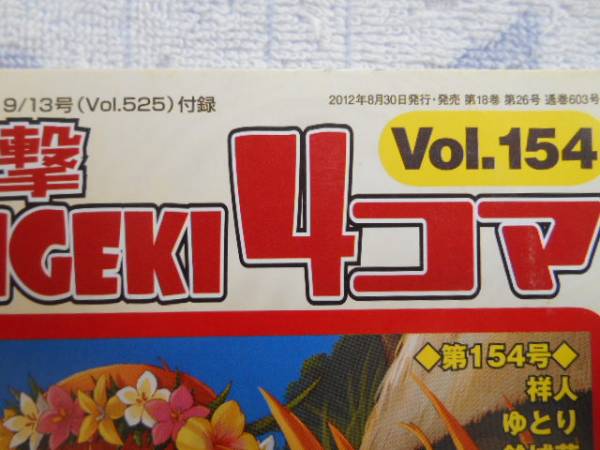 9/13号(Vol.525)付録
2012年8月30日発行・発売 第18巻 第26号 通巻603号
撃
Vol.154
IGEKI 4コマ
◆第154号◆
祥人
ゆとり